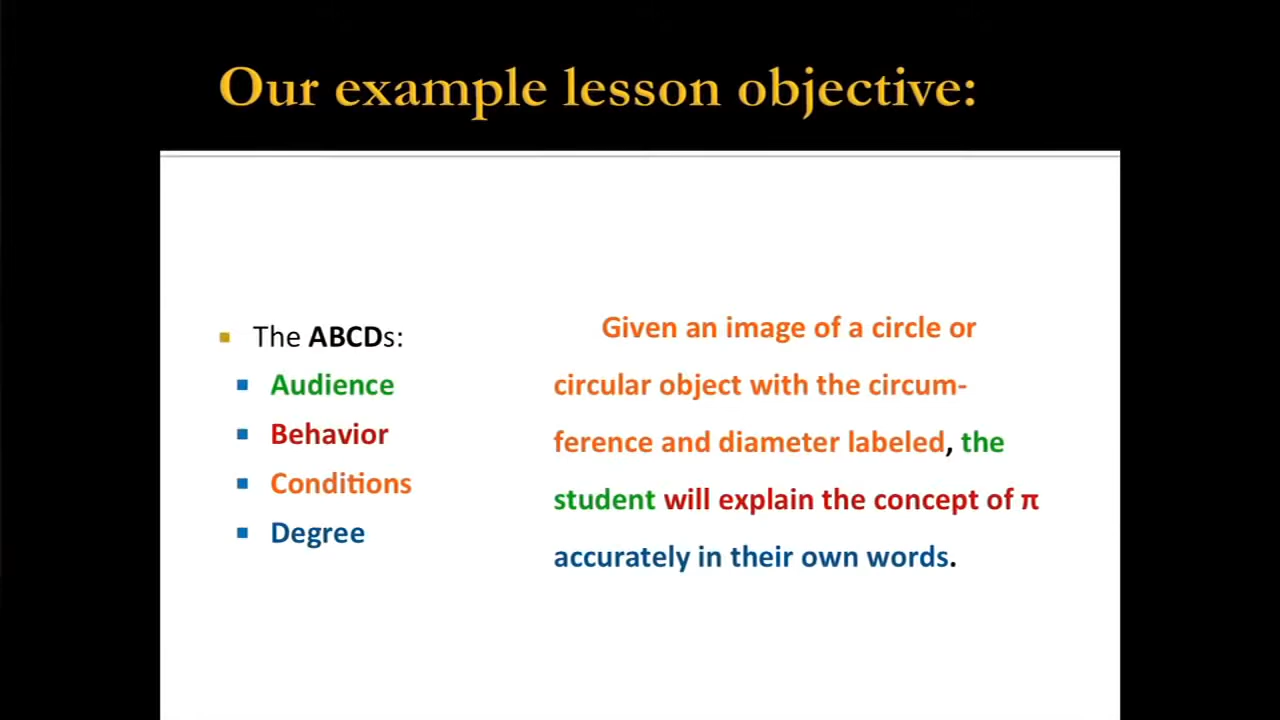 Our example lesson objective:
The ABCDs:
Audience
Behavior
Conditions
Degree
Given an image of a circle or
circular object with the circum-
ference and diameter labeled, the
student will explain the concept of π
accurately in their own words.